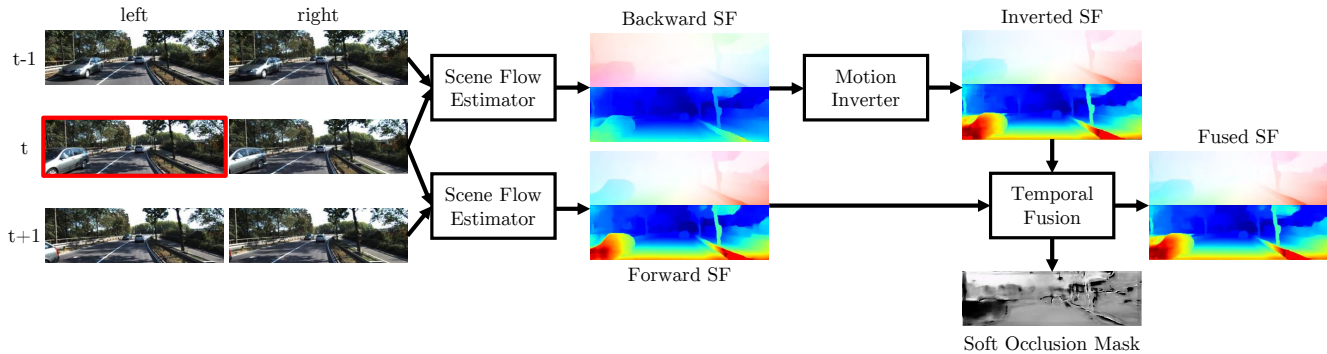 left
right
t-1
t
t+1
Scene Flow
Estimator
Scene Flow
Estimator
Backward SF
Forward SF
Motion
Inverter
Inverted SF
Temporal
Fusion
Fused SF
Soft Occlusion Mask